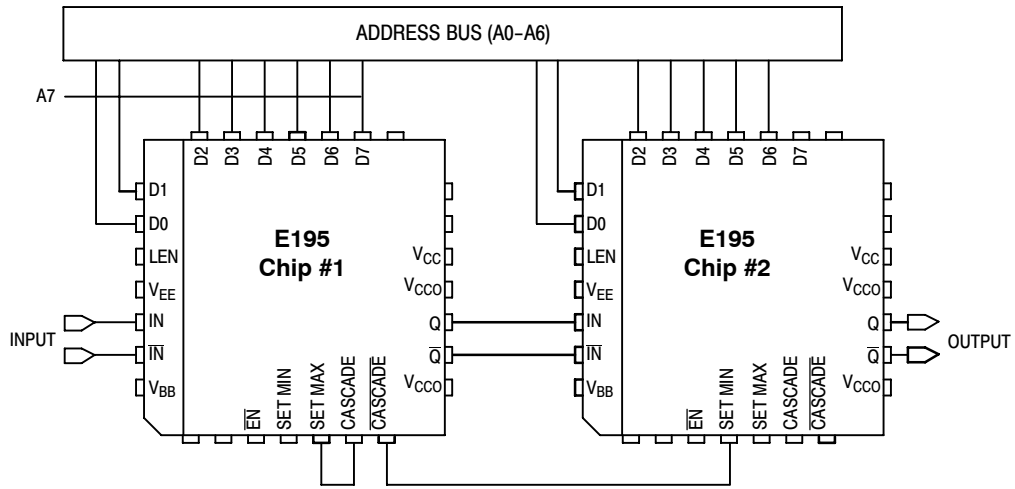 ADDRESS BUS (A0–A6)
A7
D2
D3
D4
D5
D6
D7
D1
D0
LEN
VEE
IN
IN
VBB
E195
Chip #1
VCC
VCCO
Q
Q
VCCO
EN
SET MIN
SET MAX
CASCADE
CASCADE
INPUT
D2
D3
D4
D5
D6
D7
D1
D0
LEN
VEE
IN
IN
VBB
E195
Chip #2
VCC
VCCO
Q
Q
VCCO
EN
SET MIN
SET MAX
CASCADE
CASCADE
OUTPUT